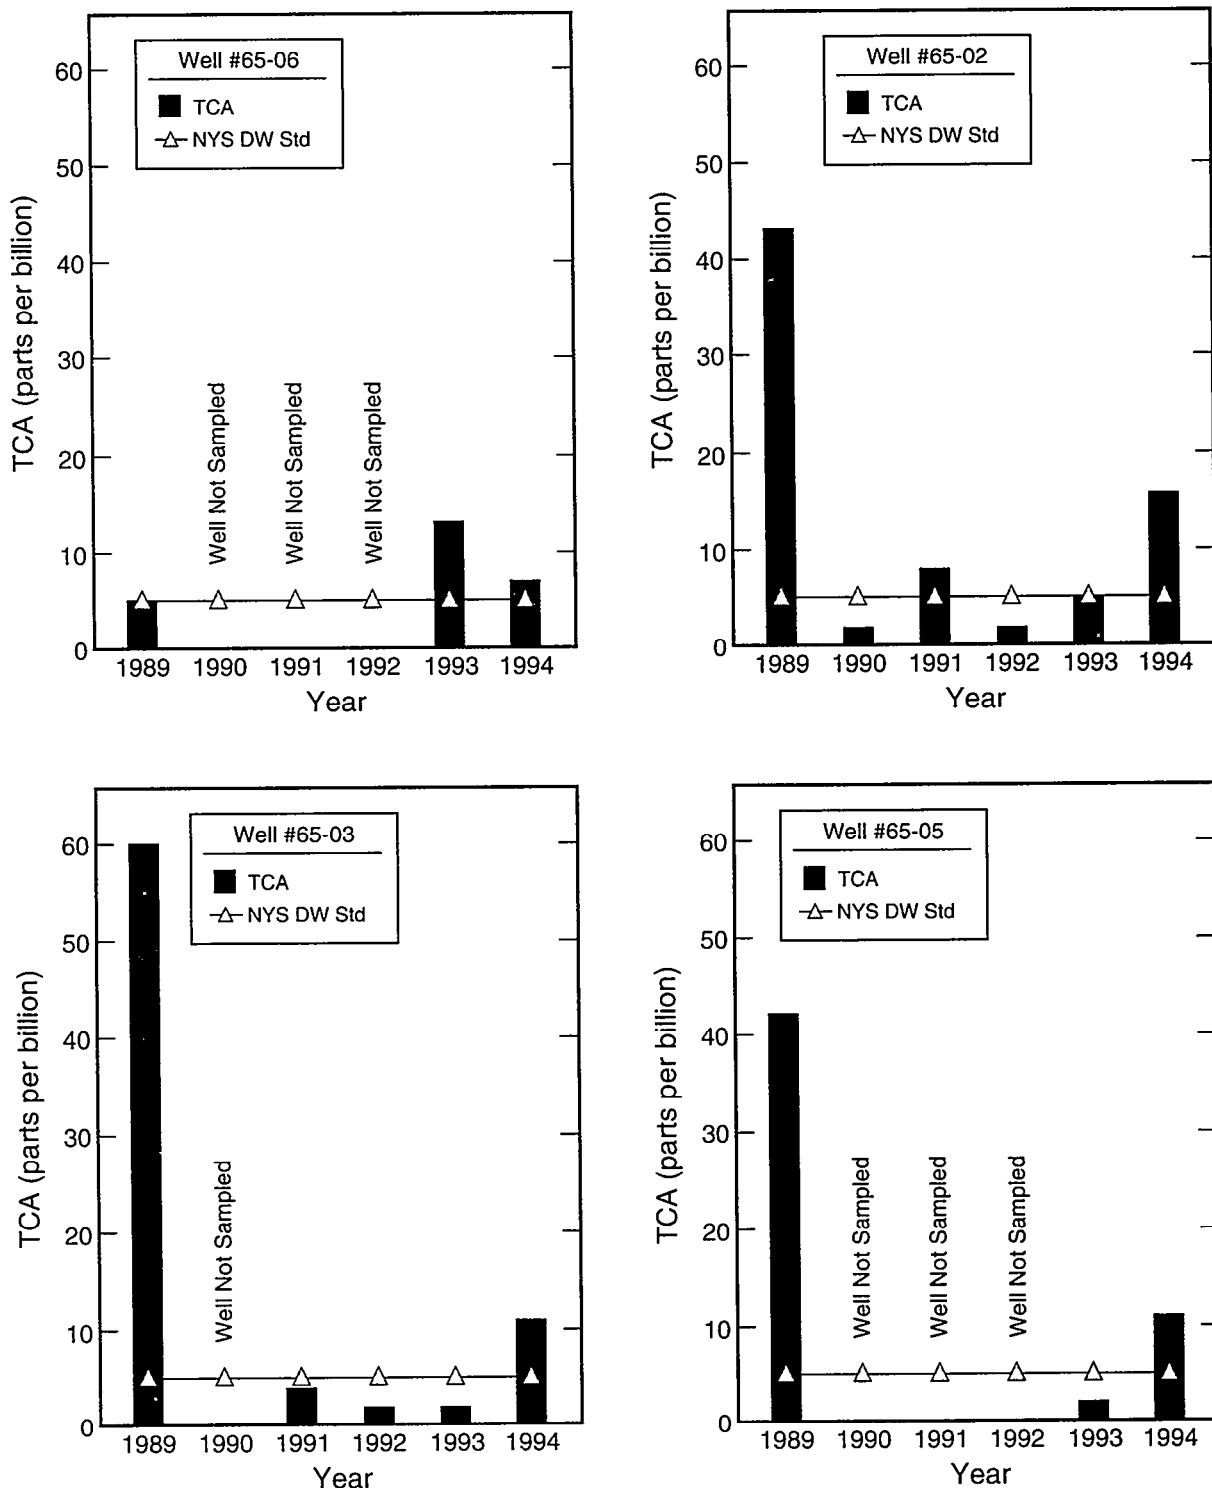 Well #65-06
TCA
NYS DW Std
TCA (parts per billion)
60
50
40
30
20
10
0
Well Not Sampled
Well Not Sampled
Well Not Sampled
1989 1990 1991 1992 1993 1994
Year
Well #65-02
TCA
NYS DW Std
TCA (parts per billion)
60
50
40
30
20
10
0
1989 1990 1991 1992 1993 1994
Year
Well #65-03
TCA
NYS DW Std
TCA (parts per billion)
60
50
40
30
20
10
0
Well Not Sampled
1989 1990 1991 1992 1993 1994
Year
Well #65-05
TCA
NYS DW Std
TCA (parts per billion)
60
50
40
30
20
10
0
Well Not Sampled
Well Not Sampled
Well Not Sampled
1989 1990 1991 1992 1993 1994
Year